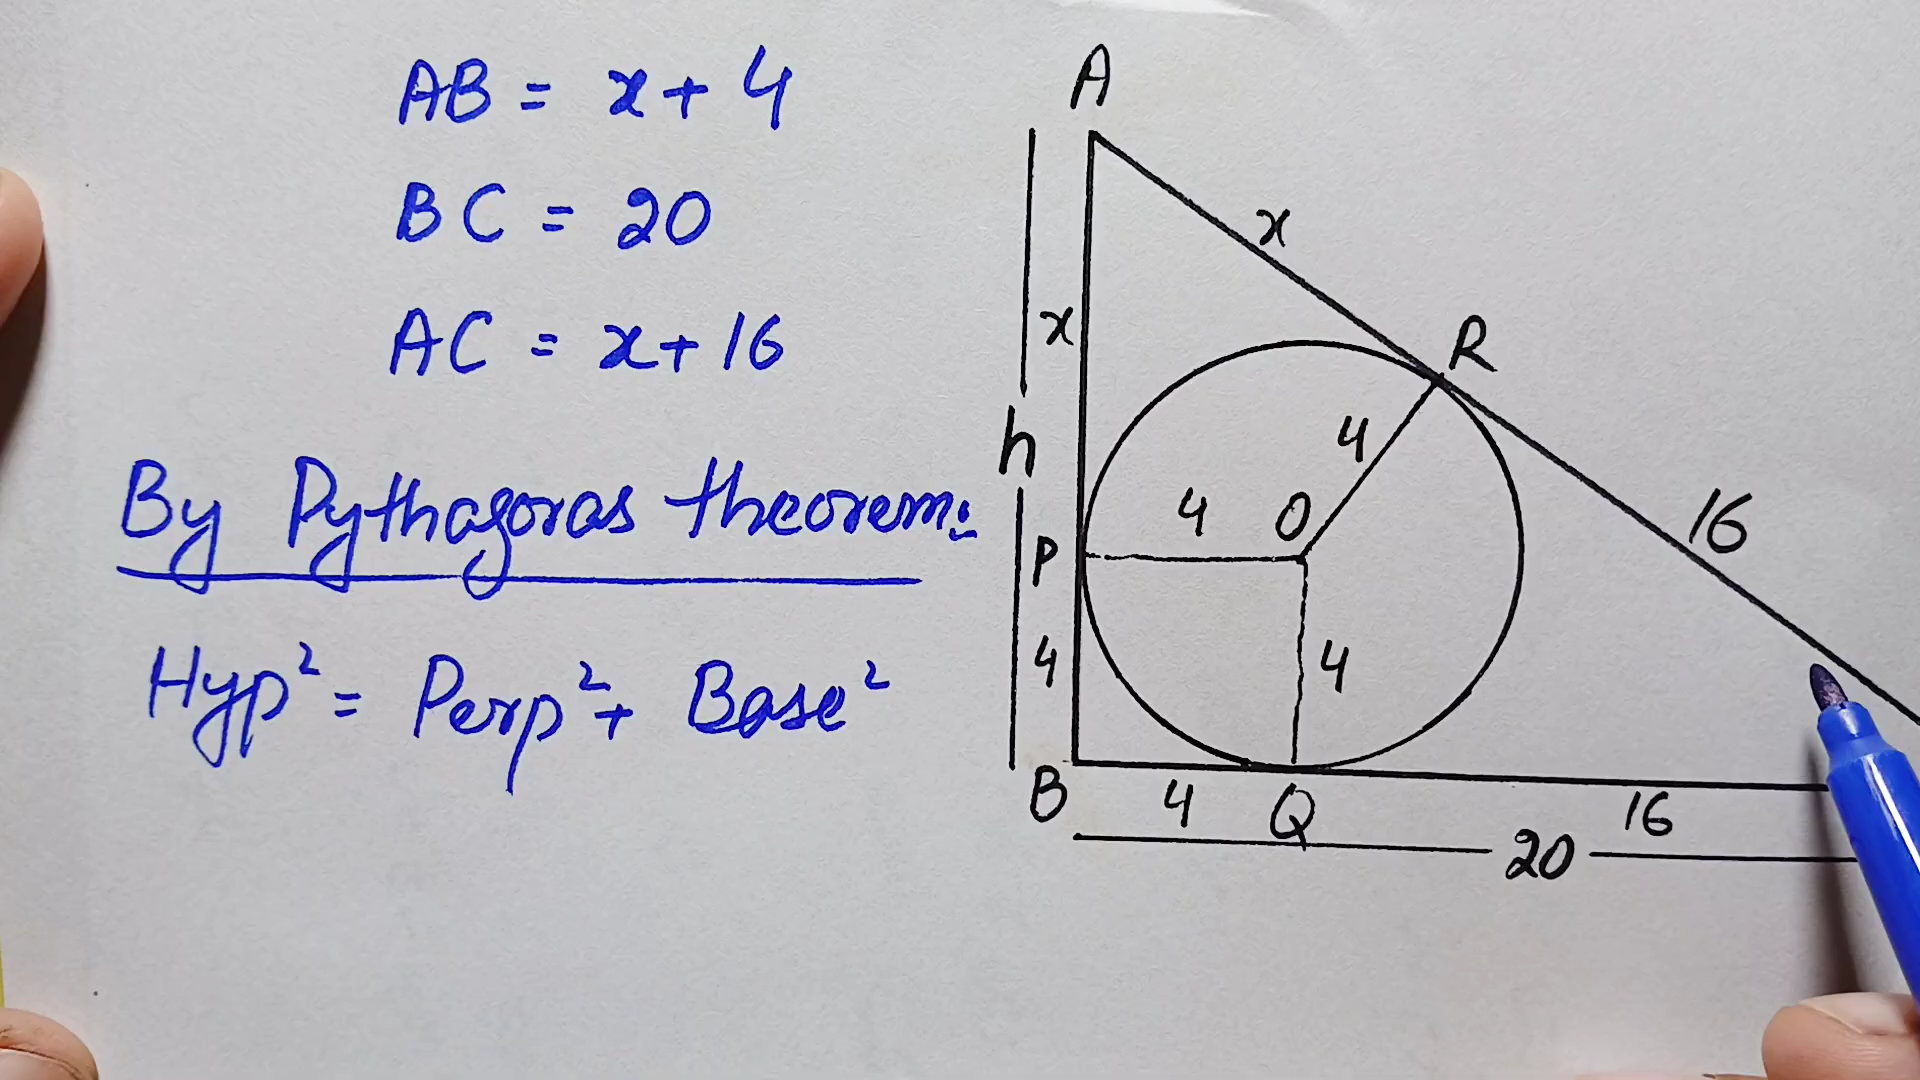 AB = x + 4
BC = 20
AC = x + 16
By Pythagoras theorem:
Hyp² = Perp² + Base²
A
x
x
R
h
4
16
4
O
P
4
4
B
4
Q
16
20